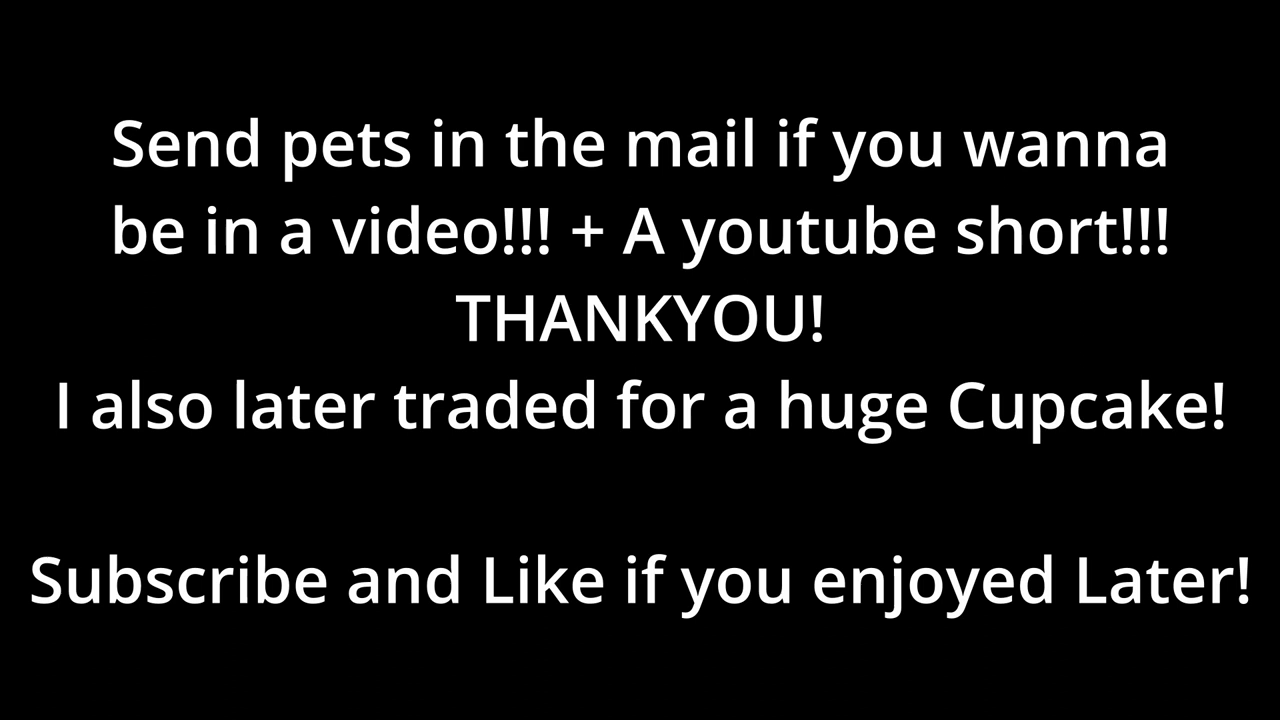 Send pets in the mail if you wanna
be in a video!!! + A youtube short!!!
THANKYOU!
I also later traded for a huge Cupcake!
Subscribe and Like if you enjoyed Later!